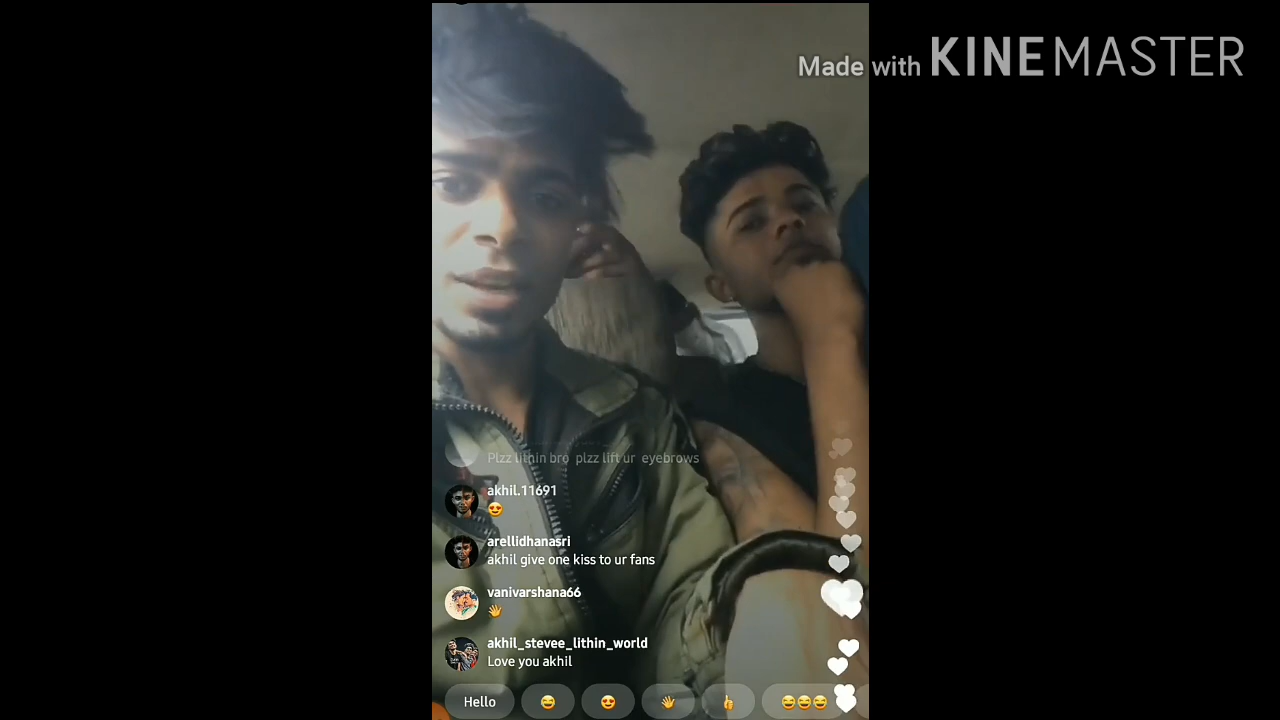 Made with KINEMASTER
Plzz lithin bro plzz lift ur eyebrows
akhil.11691
😍
arellidhanasri
akhil give one kiss to ur fans
vanivarshana66
👋
akhil_stevee_lithin_world
Love you akhil
Hello 😂 😍 👋 👍 😂😂😂